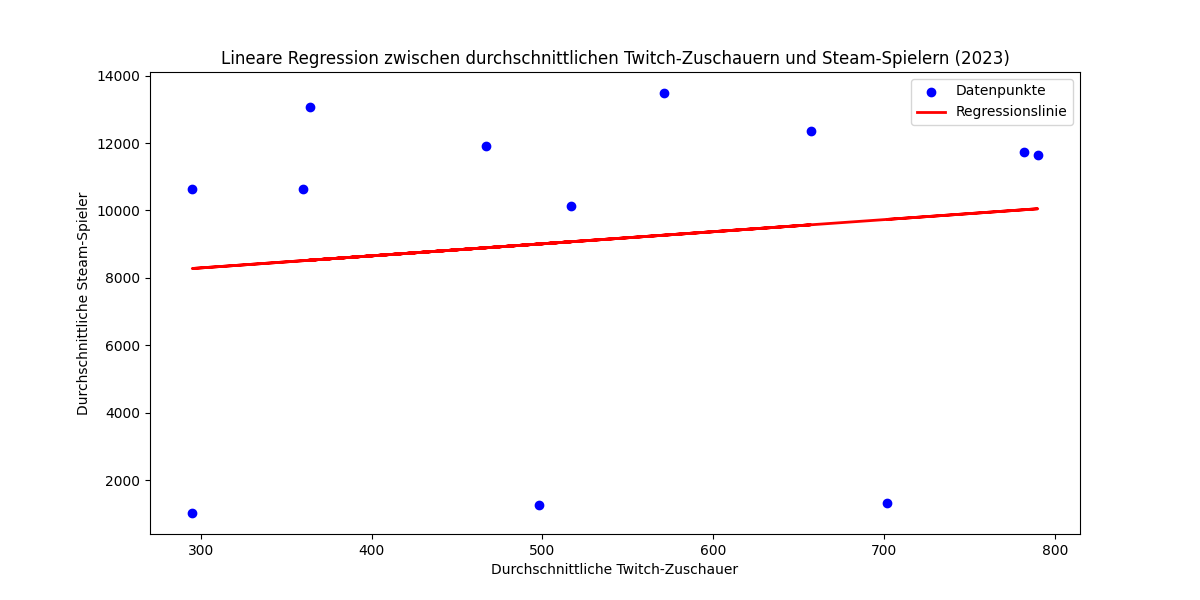 Lineare Regression zwischen durchschnittlichen Twitch-Zuschauern und Steam-Spielern (2023)
Datenpunkte
Regressionslinie
Durchschnittliche Steam-Spieler
14000
12000
10000
8000
6000
4000
2000
300 400 500 600 700 800
Durchschnittliche Twitch-Zuschauer